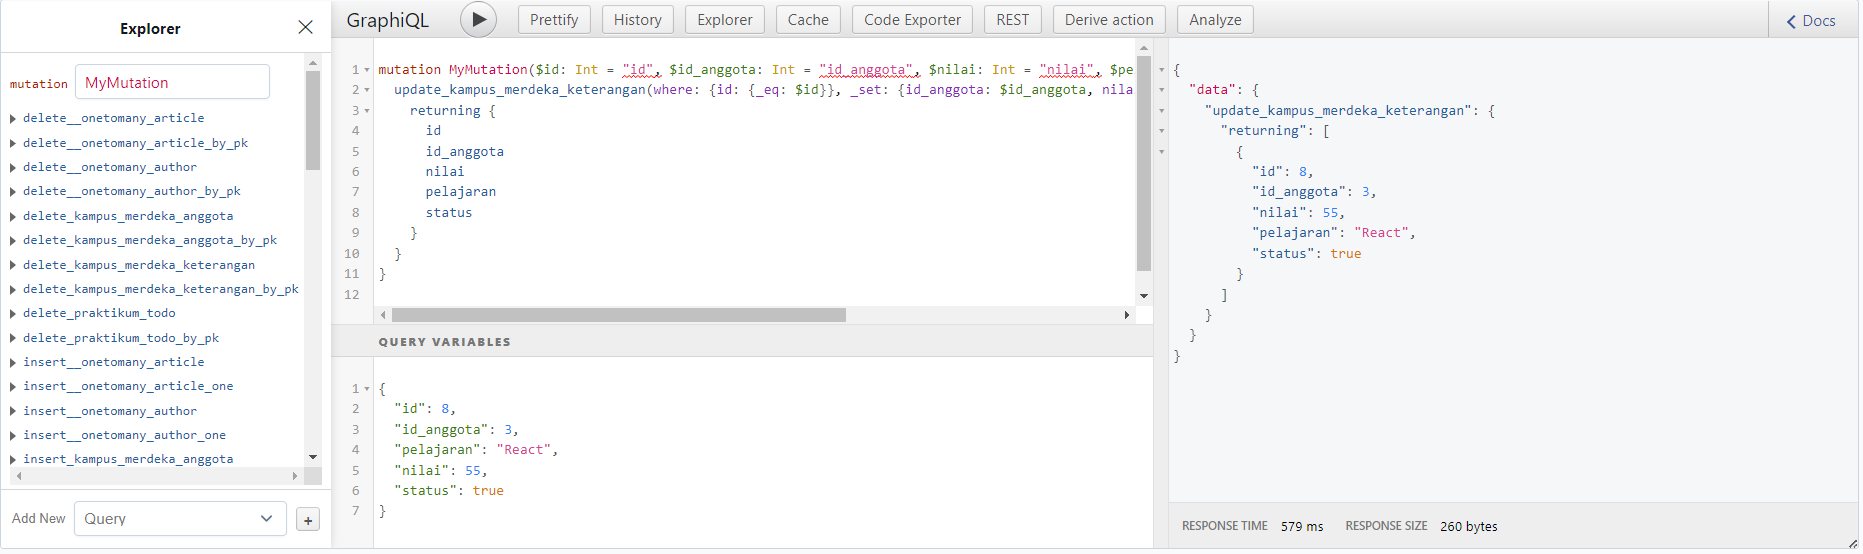 Explorer
mutation MyMutation
delete__onetomany_article
delete__onetomany_article_by_pk
delete__onetomany_author
delete__onetomany_author_by_pk
delete_kampus_merdeka_anggota
delete_kampus_merdeka_anggota_by_pk
delete_kampus_merdeka_keterangan
delete_kampus_merdeka_keterangan_by_pk
delete_praktikum_todo
delete_praktikum_todo_by_pk
insert__onetomany_article
insert__onetomany_article_one
insert__onetomany_author
insert__onetomany_author_one
insert_kampus_merdeka_anggota
Add New Query +
GraphiQL Prettify History Explorer Cache Code Exporter REST Derive action Analyze Docs
1 mutation MyMutation($id: Int = "id", $id_anggota: Int = "id_anggota", $nilai: Int = "nilai", $pe
2 update_kampus_merdeka_keterangan(where: {id: {_eq: $id}}, _set: {id_anggota: $id_anggota, nila
3 returning {
4 id
5 id_anggota
6 nilai
7 pelajaran
8 status
9 }
10 }
11 }
12
QUERY VARIABLES
1 {
2 "id": 8,
3 "id_anggota": 3,
4 "pelajaran": "React",
5 "nilai": 55,
6 "status": true
7 }
{
"data": {
"update_kampus_merdeka_keterangan": {
"returning": [
{
"id": 8,
"id_anggota": 3,
"nilai": 55,
"pelajaran": "React",
"status": true
}
]
}
}
}
RESPONSE TIME 579 ms RESPONSE SIZE 260 bytes